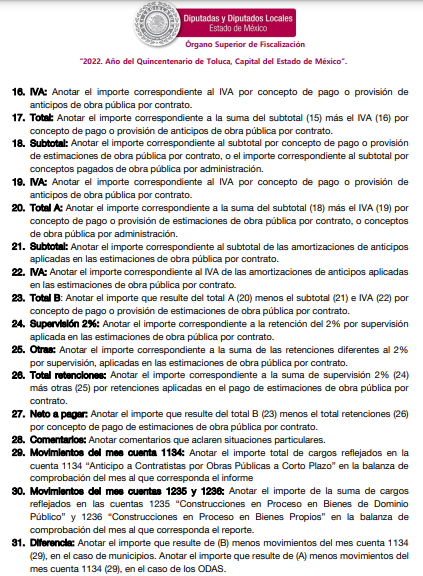 Diputadas y Diputados Locales
Estado de México
Órgano Superior de Fiscalización
"2022. Año del Quincentenario de Toluca, Capital del Estado de México".
16. IVA: Anotar el importe correspondiente al IVA por concepto de pago o provisión de
anticipos de obra pública por contrato.
17. Total: Anotar el importe correspondiente a la suma del subtotal (15) más el IVA (16) por
concepto de pago o provisión de anticipos de obra pública por contrato.
18. Subtotal: Anotar el importe correspondiente al subtotal por concepto de pago o provisión
de estimaciones de obra pública por contrato, o el importe correspondiente al subtotal por
conceptos pagados de obra pública por administración.
19. IVA: Anotar el importe correspondiente al IVA por concepto de pago o provisión de
anticipos de obra pública por contrato.
20. Total A: Anotar el importe correspondiente a la suma del subtotal (18) más el IVA (19) por
concepto de pago o provisión de estimaciones de obra pública por contrato, o conceptos
de obra pública por administración.
21. Subtotal: Anotar el importe correspondiente al subtotal de las amortizaciones de anticipos
aplicadas en las estimaciones de obra pública por contrato.
22. IVA: Anotar el importe correspondiente al IVA de las amortizaciones de anticipos aplicadas
en las estimaciones de obra pública por contrato.
23. Total B: Anotar el importe que resulte del total A (20) menos el subtotal (21) e IVA (22) por
concepto de pago o provisión de estimaciones de obra pública por contrato.
24. Supervisión 2%: Anotar el importe correspondiente a la retención del 2% por supervisión
aplicada en las estimaciones de obra pública por contrato.
25. Otras: Anotar el importe correspondiente a la suma de las retenciones diferentes al 2%
por supervisión, aplicadas en las estimaciones de obra pública por contrato.
26. Total retenciones: Anotar el importe correspondiente a la suma de supervisión 2% (24)
más otras (25) por retenciones aplicadas en el pago de estimaciones de obra pública por
contrato.
27. Neto a pagar: Anotar el importe que resulte del total B (23) menos el total retenciones (26)
por concepto de pago de estimaciones de obra pública por contrato.
28. Comentarios: Anotar comentarios que aclaren situaciones particulares.
29. Movimientos del mes cuenta 1134: Anotar el importe total de cargos reflejados en la
cuenta 1134 "Anticipo a Contratistas por Obras Públicas a Corto Plazo" en la balanza de
comprobación del mes al que corresponda el informe
30. Movimientos del mes cuentas 1235 y 1236: Anotar el importe de la suma de cargos
reflejados en las cuentas 1235 "Construcciones en Proceso en Bienes de Dominio
Público" y 1236 "Construcciones en Proceso en Bienes Propios" en la balanza de
comprobación del mes al que corresponda el reporte.
31. Diferencia: Anotar el importe que resulte de (B) menos movimientos del mes cuenta 1134
(29), en el caso de municipios. Anotar el importe que resulte de (A) menos movimientos del
mes cuenta 1134 (29), en el caso de los ODAS.